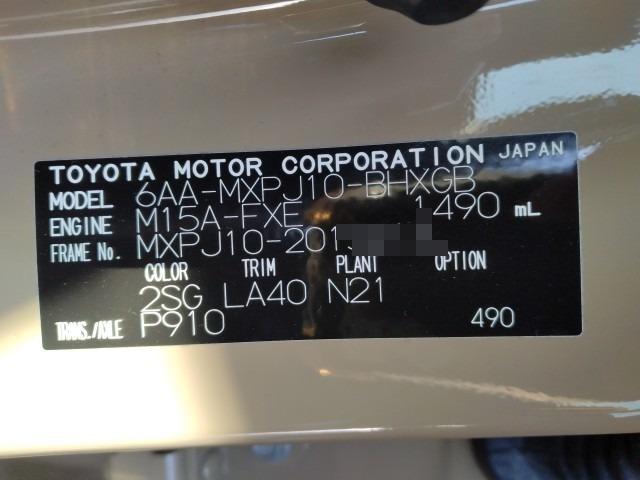 TOYOTA MOTOR CORPORATION JAPAN
MODEL 6AA-MXPJ10-BHXGB
ENGINE M15A-FXE 1490 mL
FRAME No. MXPJ10-201
COLOR TRIM PLANT OPTION
2SG LA40 N21
TRANS./AXLE P910 490